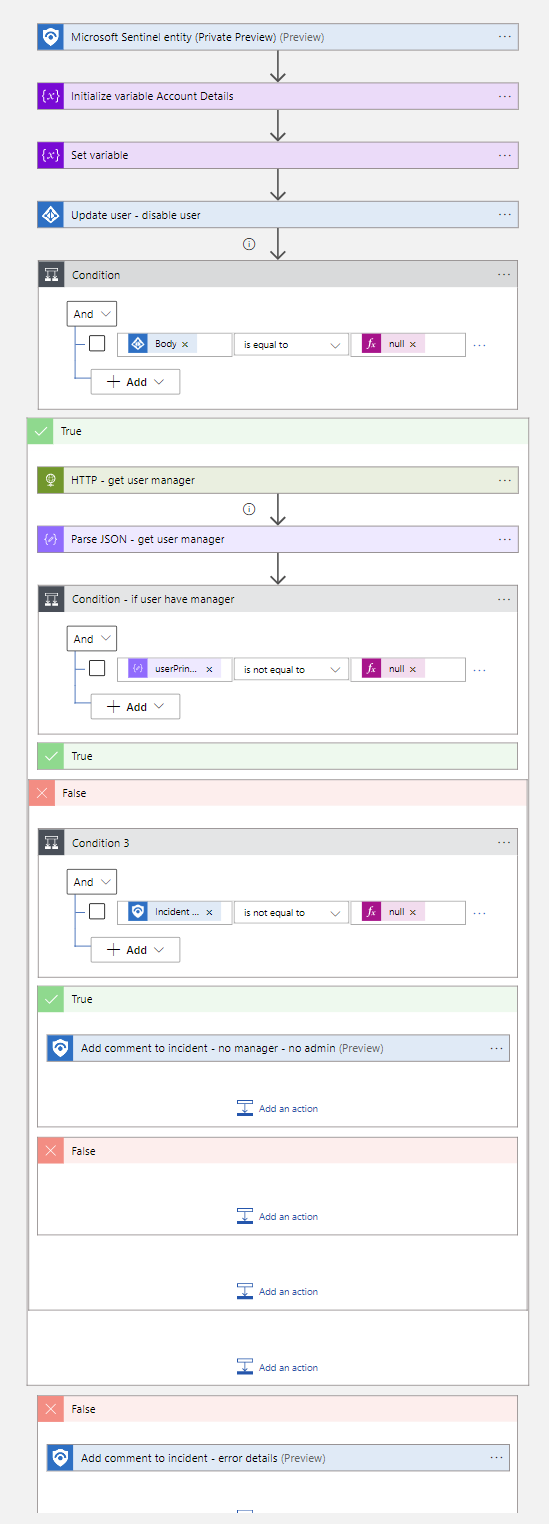 Microsoft Sentinel entity (Private Preview) (Preview)
Initialize variable Account Details
Set variable
Update user - disable user
Condition
And
Body is equal to null
Add
True
HTTP - get user manager
Parse JSON - get user manager
Condition - if user have manager
And
userPrin... is not equal to null
Add
True
False
Condition 3
And
Incident ... is not equal to null
Add
True
Add comment to incident - no manager - no admin (Preview)
Add an action
False
Add an action
Add an action
Add an action
False
Add comment to incident - error details (Preview)